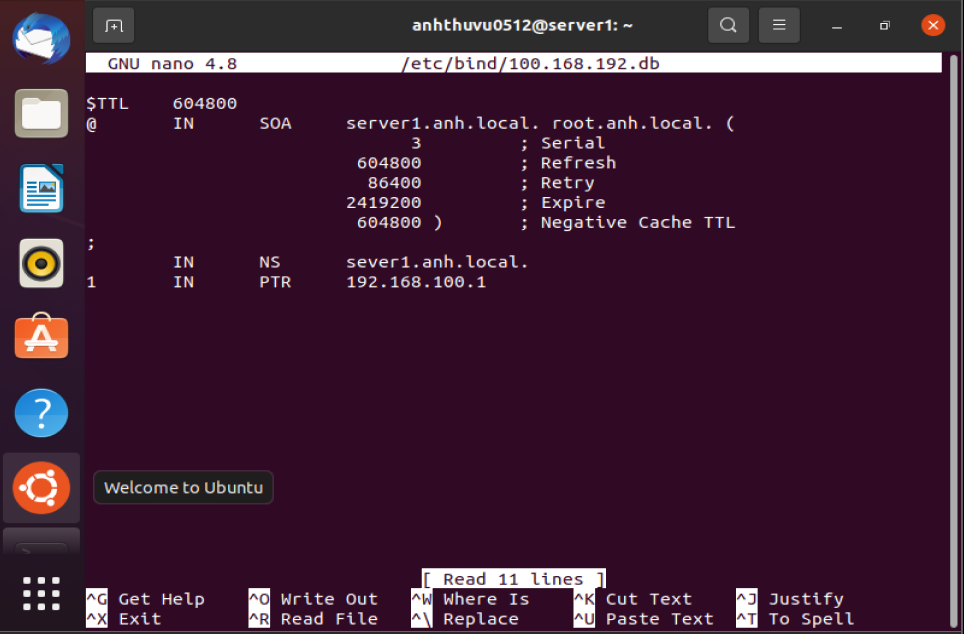 anhthuvu0512@server1: ~
GNU nano 4.8 /etc/bind/100.168.192.db
$TTL 604800
@ IN SOA server1.anh.local. root.anh.local. (
3 ; Serial
604800 ; Refresh
86400 ; Retry
2419200 ; Expire
604800 ) ; Negative Cache TTL
;
IN NS sever1.anh.local.
1 IN PTR 192.168.100.1
Welcome to Ubuntu
[ Read 11 lines ]
^G Get Help ^O Write Out ^W Where Is ^K Cut Text ^J Justify
^X Exit ^R Read File ^\ Replace ^U Paste Text ^T To Spell